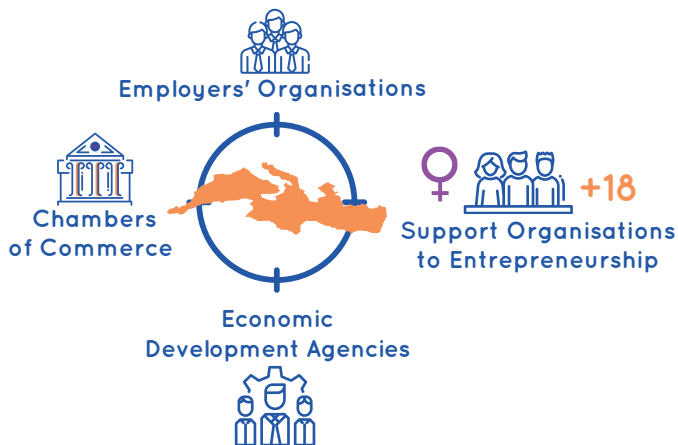 Employers' Organisations
Chambers
of Commerce
+18
Support Organisations
to Entrepreneurship
Economic
Development Agencies